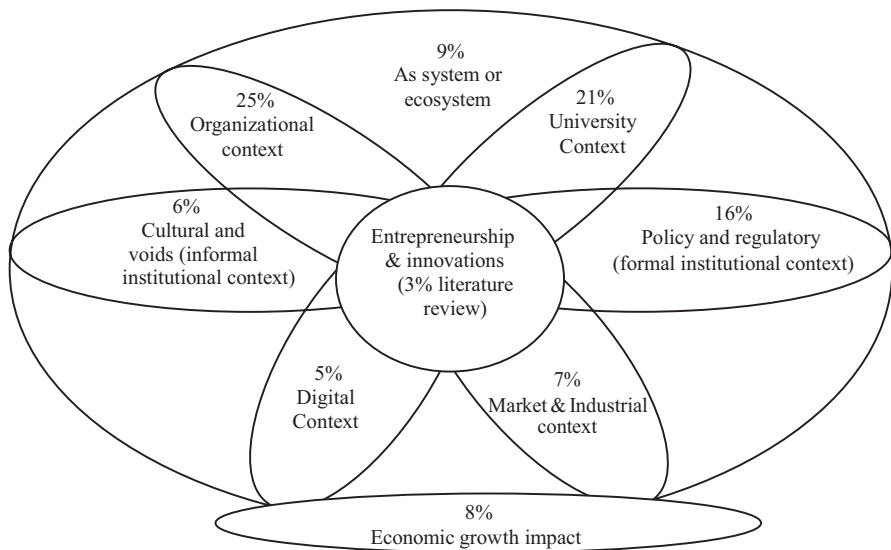 9%
As system or
ecosystem
25%
Organizational
context
21%
University
Context
6%
Cultural and
voids (informal
institutional context)
Entrepreneurship
& innovations
(3% literature
review)
16%
Policy and regulatory
(formal institutional context)
5%
Digital
Context
7%
Market & Industrial
context
8%
Economic growth impact